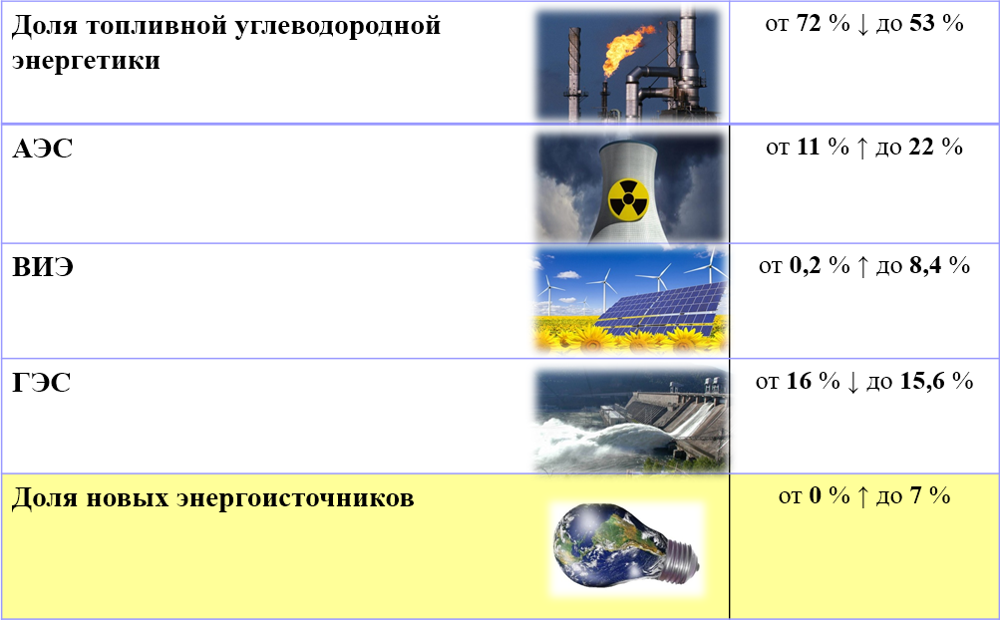 Доля топливной углеводородной
энергетики
от 72 % ↓ до 53 %
АЭС
от 11 % ↑ до 22 %
ВИЭ
от 0,2 % ↑ до 8,4 %
ГЭС
от 16 % ↓ до 15,6 %
Доля новых энергоисточников
от 0 % ↑ до 7 %